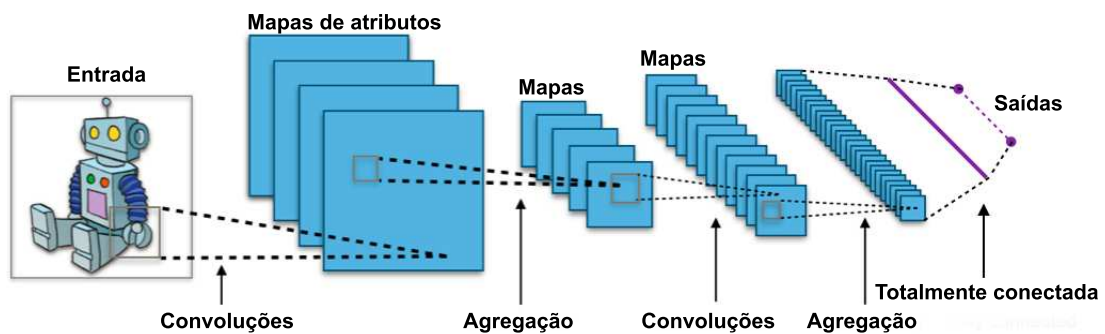 Mapas de atributos
Entrada
Mapas
Mapas
Saídas
Convoluções
Agregação
Convoluções
Agregação
Totalmente conectada